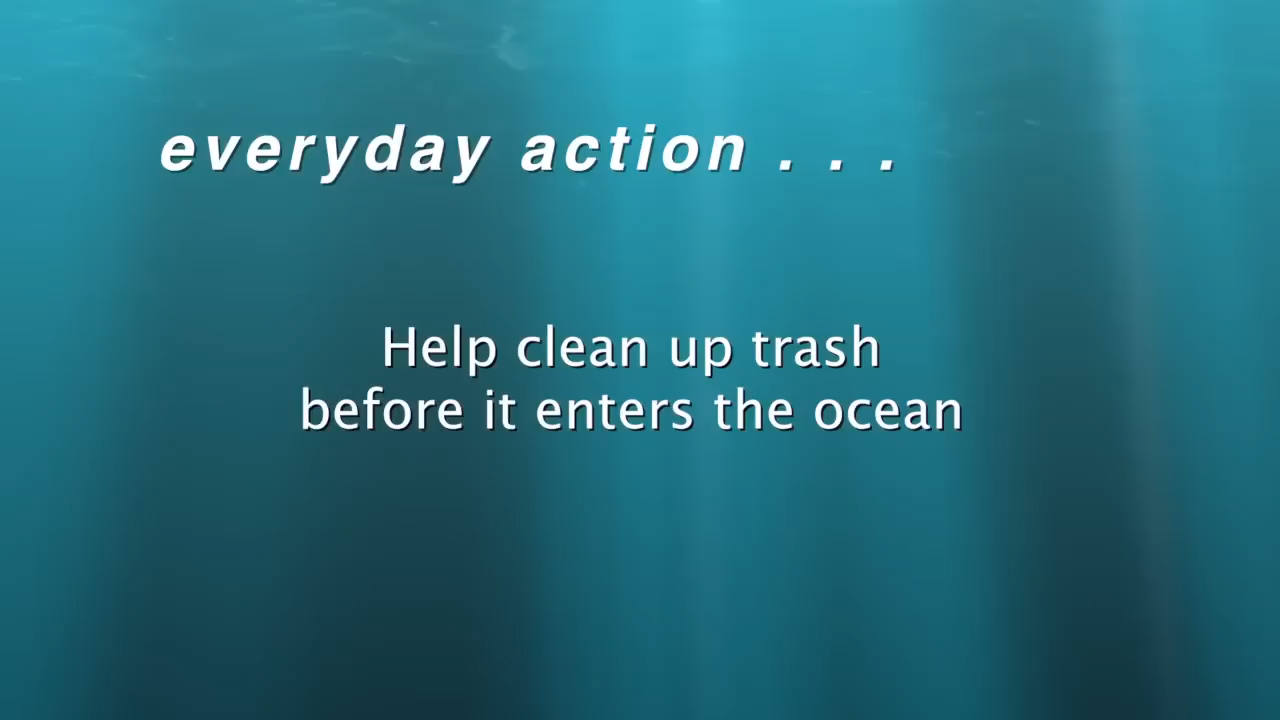 everyday action . . .
Help clean up trash
before it enters the ocean